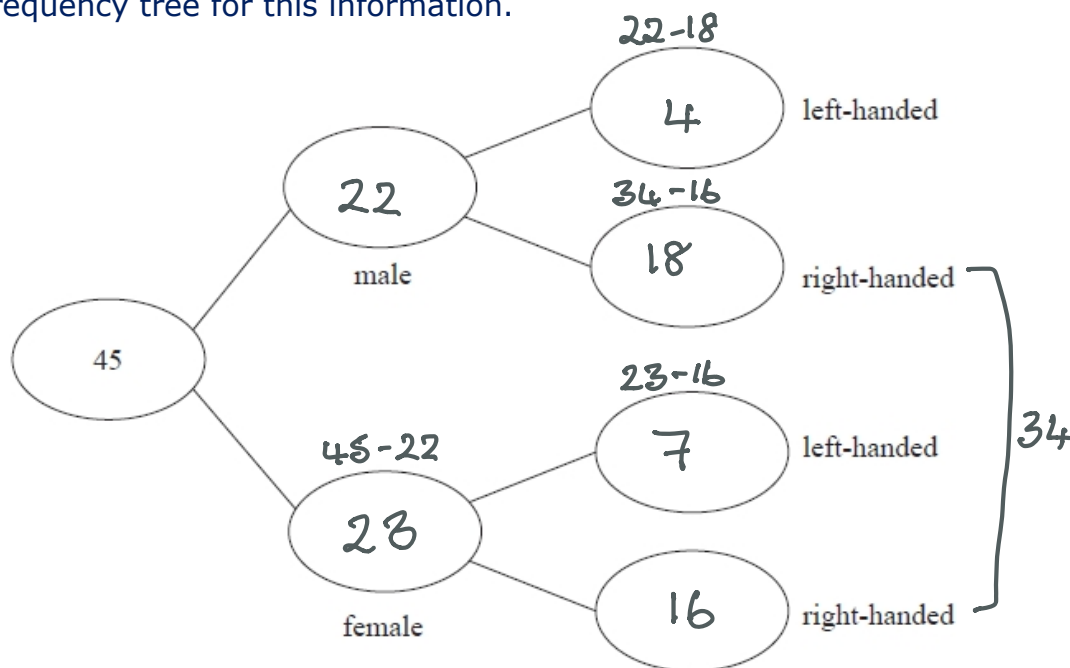 requency tree for this information.
22-18
4
left-handed
22
34-16
male
18
right-handed
45
23-16
34
45-22
7
left-handed
23
16
right-handed
female